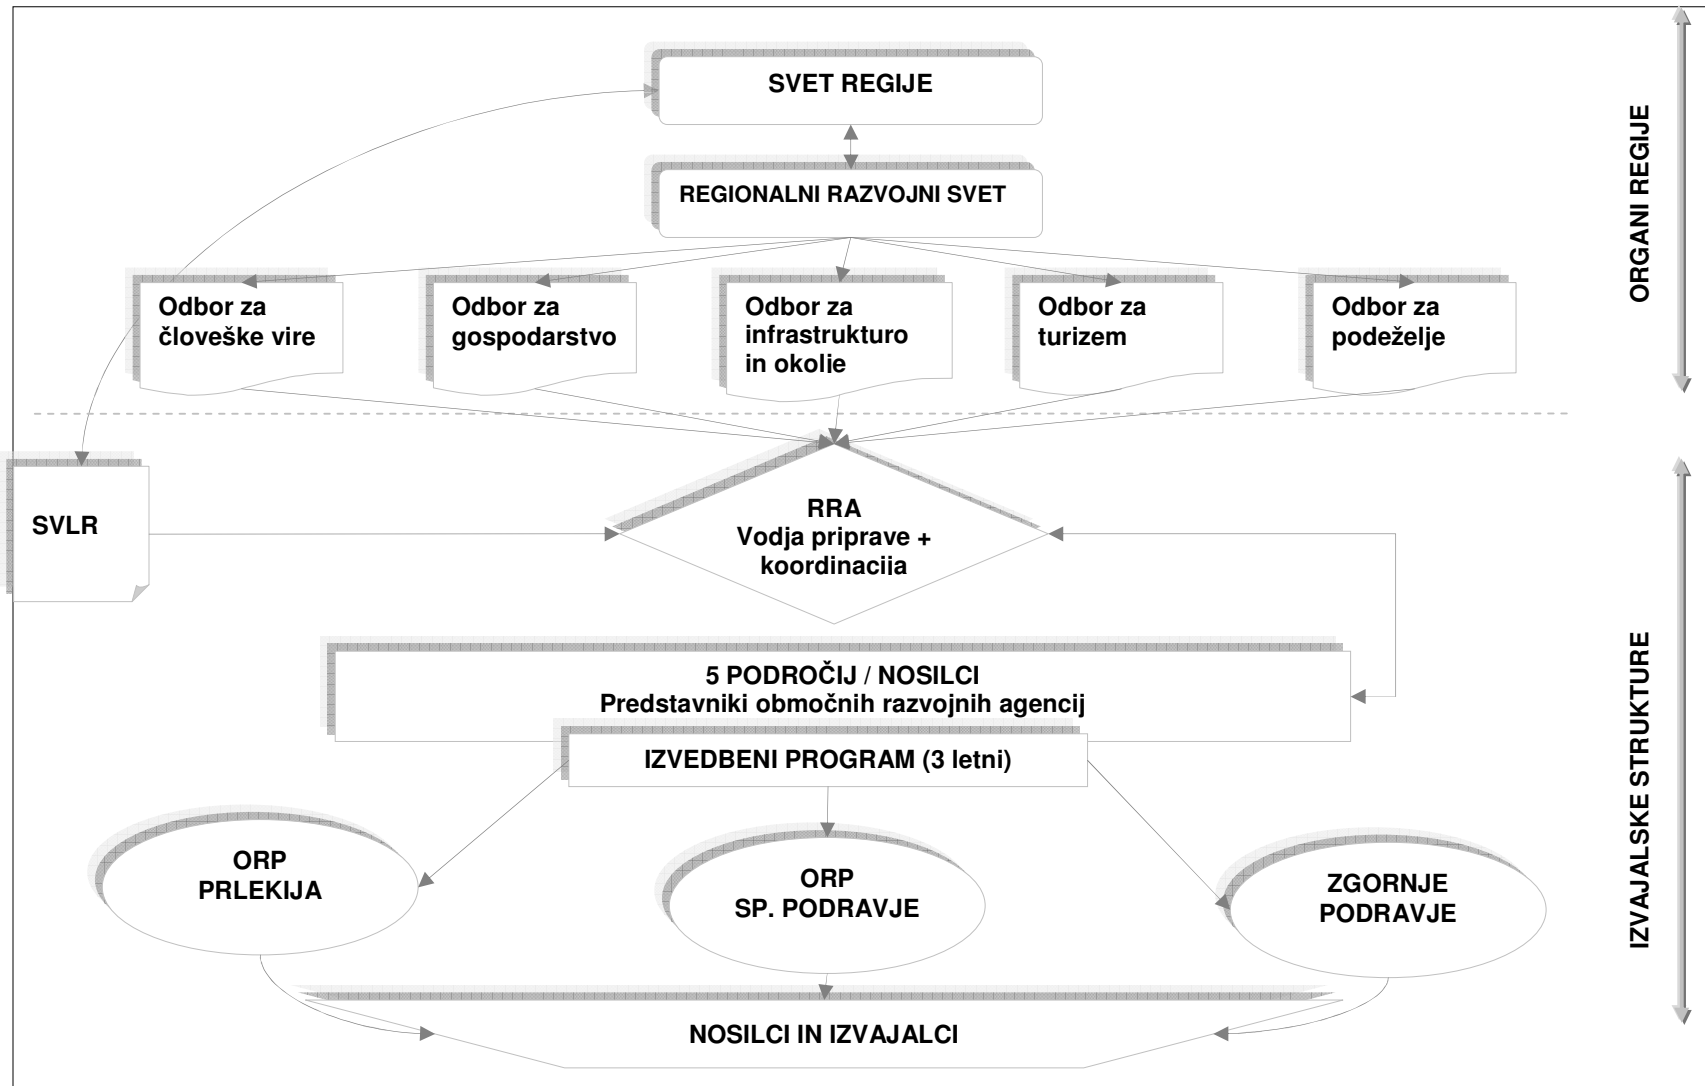 SVET REGIJE
REGIONALNI RAZVOJNI SVET
Odbor za
človeške vire
Odbor za
gospodarstvo
Odbor za
infrastrukturo
in okolje
Odbor za
turizem
Odbor za
podeželje
ORGANI REGIJE
SVLR
RRA
Vodja priprave +
koordinacija
5 PODROČIJ / NOSILCI
Predstavniki območnih razvojnih agencij
IZVEDBENI PROGRAM (3 letni)
ORP
PRLEKIJA
ORP
SP. PODRAVJE
ZGORNJE
PODRAVJE
NOSILCI IN IZVAJALCI
IZVAJALSKE STRUKTURE